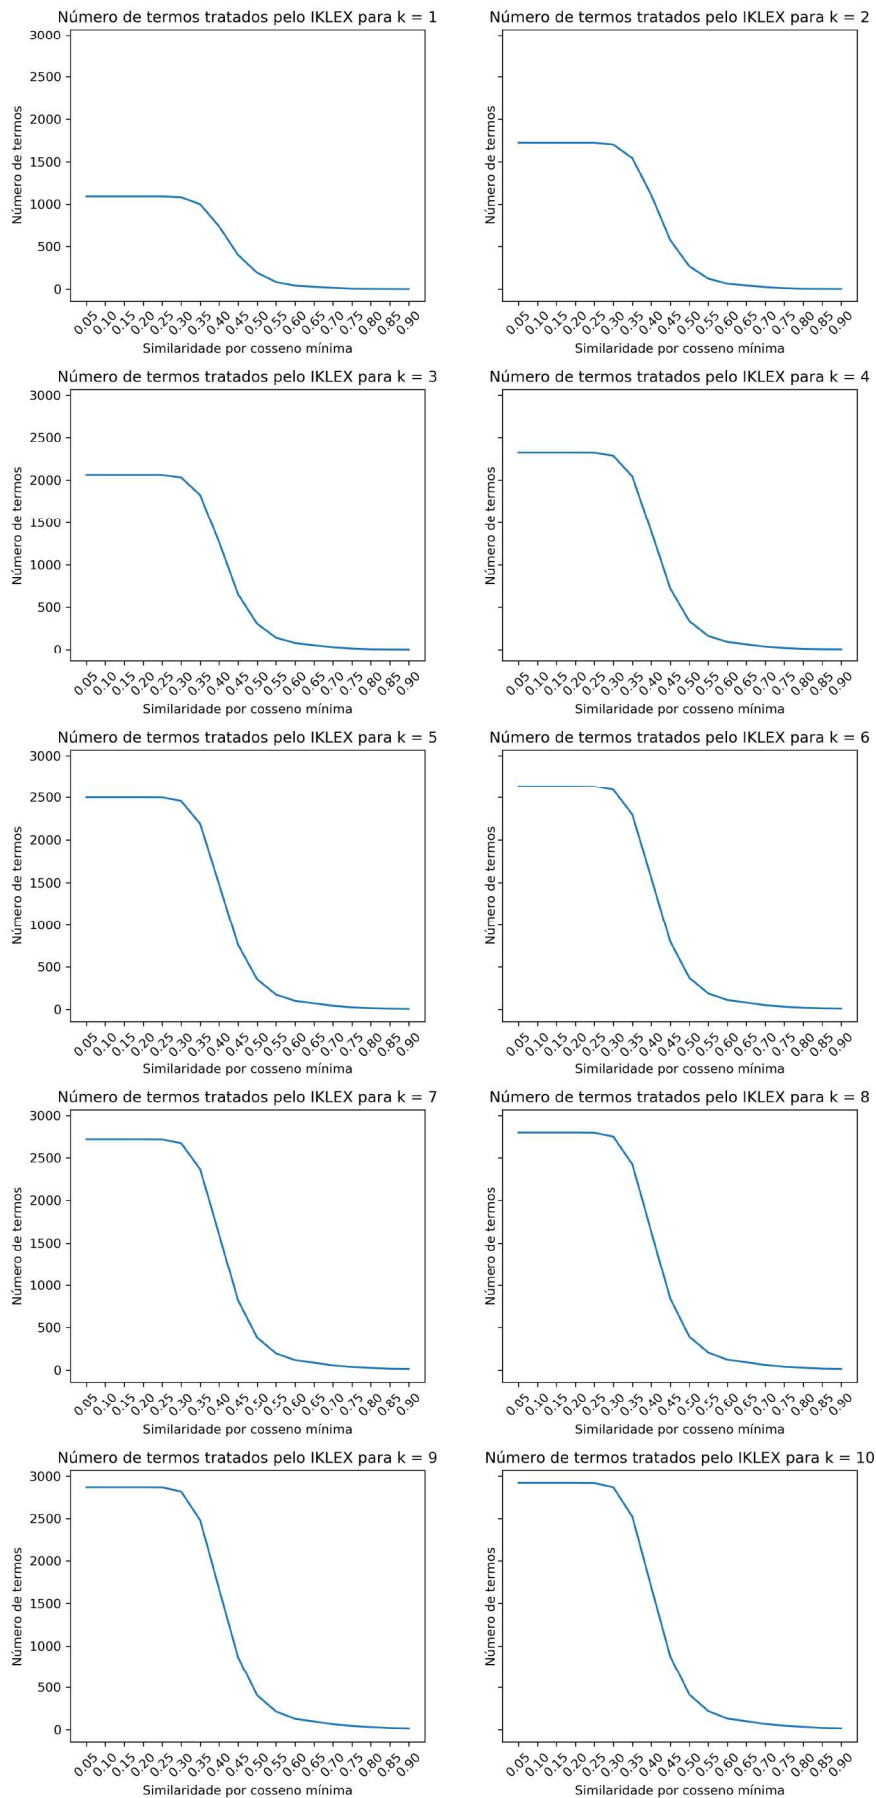 Número de termos tratados pelo IKLEX para k = 1
3000
2500
2000
1500
1000
500
0
Número de termos
0.05 0.10 0.15 0.20 0.25 0.30 0.35 0.40 0.45 0.50 0.55 0.60 0.65 0.70 0.75 0.80 0.85 0.90
Similaridade por cosseno mínima
Número de termos tratados pelo IKLEX para k = 2
Número de termos
0.05 0.10 0.15 0.20 0.25 0.30 0.35 0.40 0.45 0.50 0.55 0.60 0.65 0.70 0.75 0.80 0.85 0.90
Similaridade por cosseno mínima
Número de termos tratados pelo IKLEX para k = 3
3000
2500
2000
1500
1000
500
0
Número de termos
0.05 0.10 0.15 0.20 0.25 0.30 0.35 0.40 0.45 0.50 0.55 0.60 0.65 0.70 0.75 0.80 0.85 0.90
Similaridade por cosseno mínima
Número de termos tratados pelo IKLEX para k = 4
Número de termos
0.05 0.10 0.15 0.20 0.25 0.30 0.35 0.40 0.45 0.50 0.55 0.60 0.65 0.70 0.75 0.80 0.85 0.90
Similaridade por cosseno mínima
Número de termos tratados pelo IKLEX para k = 5
3000
2500
2000
1500
1000
500
0
Número de termos
0.05 0.10 0.15 0.20 0.25 0.30 0.35 0.40 0.45 0.50 0.55 0.60 0.65 0.70 0.75 0.80 0.85 0.90
Similaridade por cosseno mínima
Número de termos tratados pelo IKLEX para k = 6
Número de termos
0.05 0.10 0.15 0.20 0.25 0.30 0.35 0.40 0.45 0.50 0.55 0.60 0.65 0.70 0.75 0.80 0.85 0.90
Similaridade por cosseno mínima
Número de termos tratados pelo IKLEX para k = 7
3000
2500
2000
1500
1000
500
0
Número de termos
0.05 0.10 0.15 0.20 0.25 0.30 0.35 0.40 0.45 0.50 0.55 0.60 0.65 0.70 0.75 0.80 0.85 0.90
Similaridade por cosseno mínima
Número de termos tratados pelo IKLEX para k = 8
Número de termos
0.05 0.10 0.15 0.20 0.25 0.30 0.35 0.40 0.45 0.50 0.55 0.60 0.65 0.70 0.75 0.80 0.85 0.90
Similaridade por cosseno mínima
Número de termos tratados pelo IKLEX para k = 9
3000
2500
2000
1500
1000
500
0
Número de termos
0.05 0.10 0.15 0.20 0.25 0.30 0.35 0.40 0.45 0.50 0.55 0.60 0.65 0.70 0.75 0.80 0.85 0.90
Similaridade por cosseno mínima
Número de termos tratados pelo IKLEX para k = 10
Número de termos
0.05 0.10 0.15 0.20 0.25 0.30 0.35 0.40 0.45 0.50 0.55 0.60 0.65 0.70 0.75 0.80 0.85 0.90
Similaridade por cosseno mínima